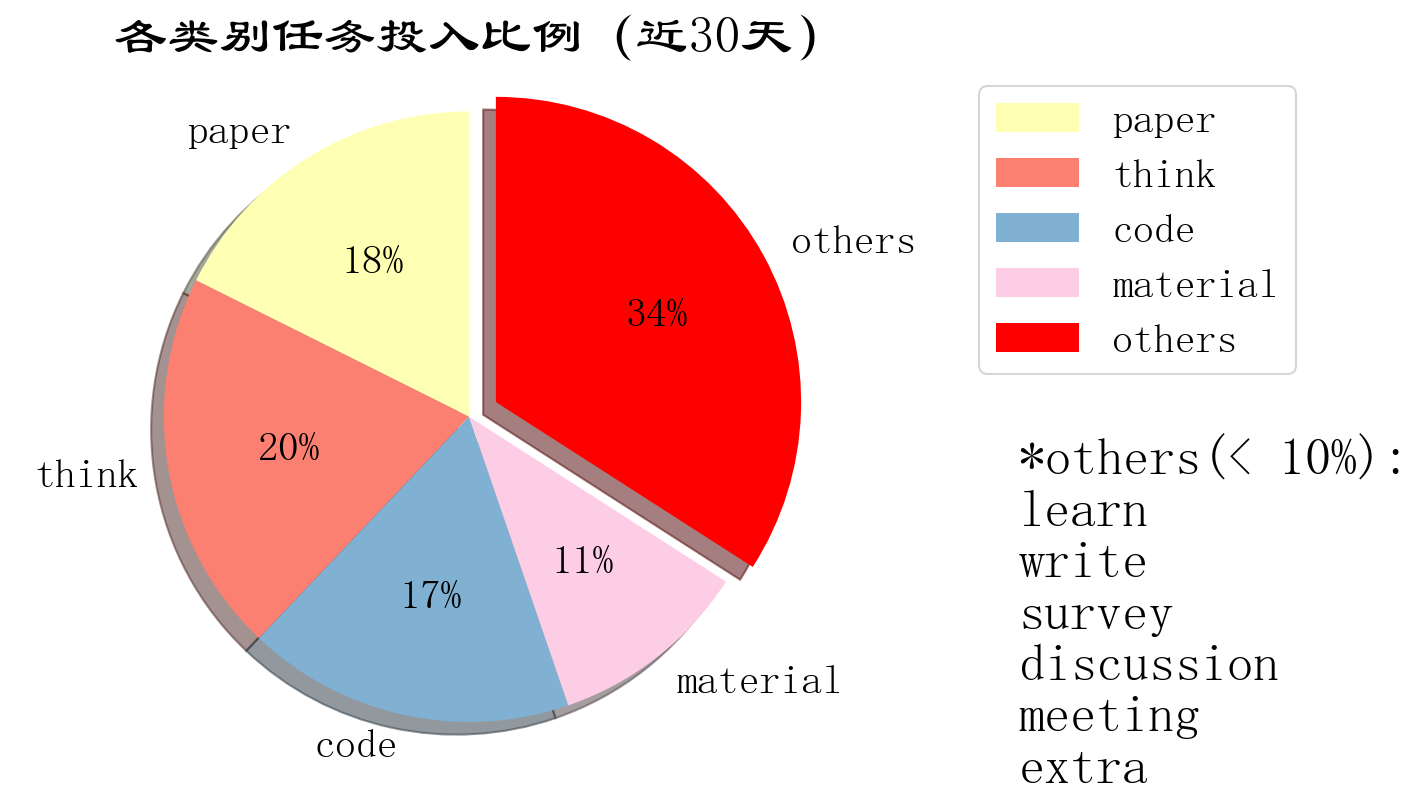 各类别任务投入比例（近30天）
paper
18%
others
34%
think
20%
code
17%
material
11%
paper
think
code
material
others
*others(< 10%):
learn
write
survey
discussion
meeting
extra